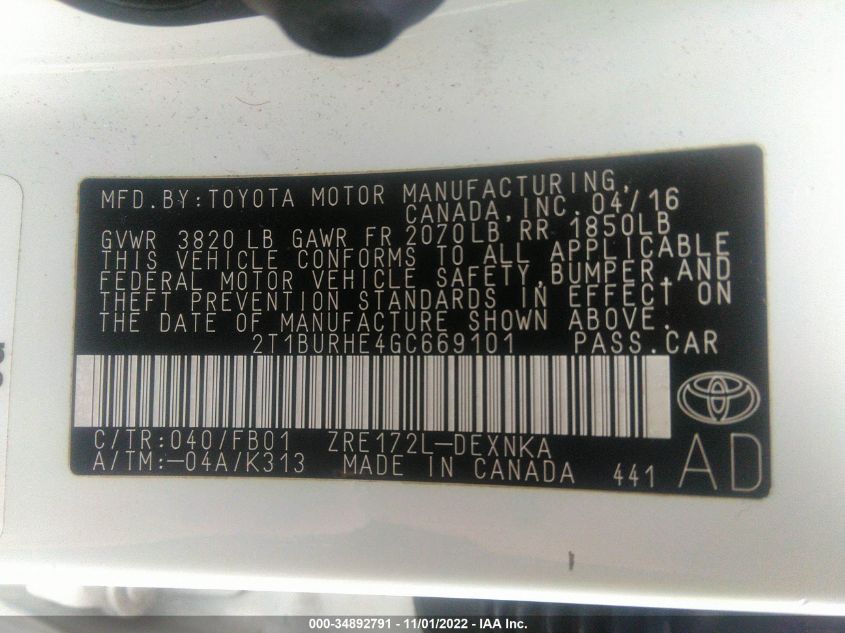 MFD.BY:TOYOTA MOTOR MANUFACTURING,
CANADA,INC. 04/16
GVWR 3820 LB GAWR FR 2070LB RR 1850LB
THIS VEHICLE CONFORMS TO ALL APPLICABLE
FEDERAL MOTOR VEHICLE SAFETY,BUMPER,AND
THEFT PREVENTION STANDARDS IN EFFECT ON
THE DATE OF MANUFACTURE SHOWN ABOVE.
2T1BURHE4GC669101 PASS.CAR
C/TR:040/FB01 ZRE172L-DEXNKA
A/TM:-04A/K313 MADE IN CANADA 441 AD
000-34892791 - 11/01/2022 - IAA Inc.